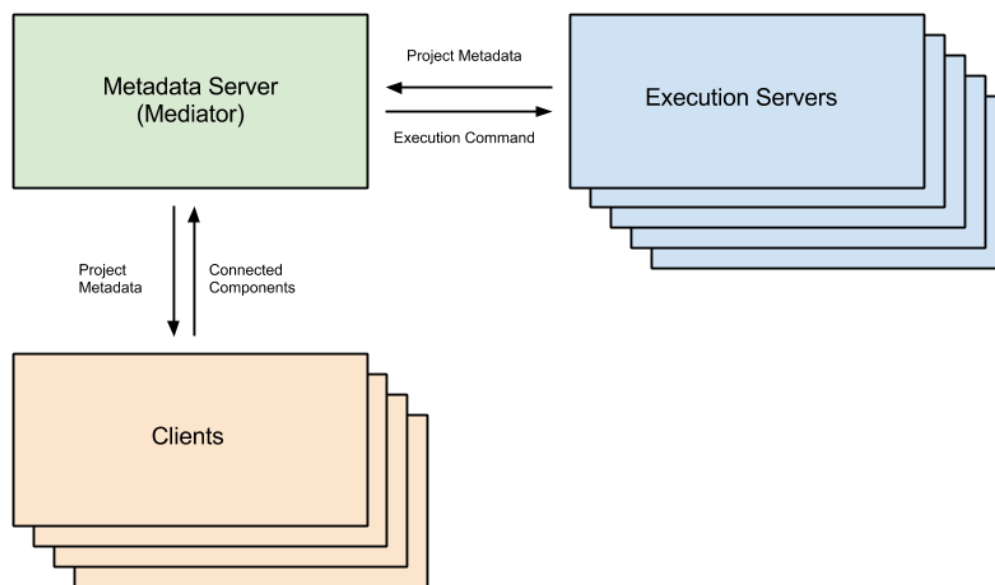 Metadata Server
(Mediator)
Project Metadata
Execution Command
Execution Servers
Project
Metadata
Connected
Components
Clients